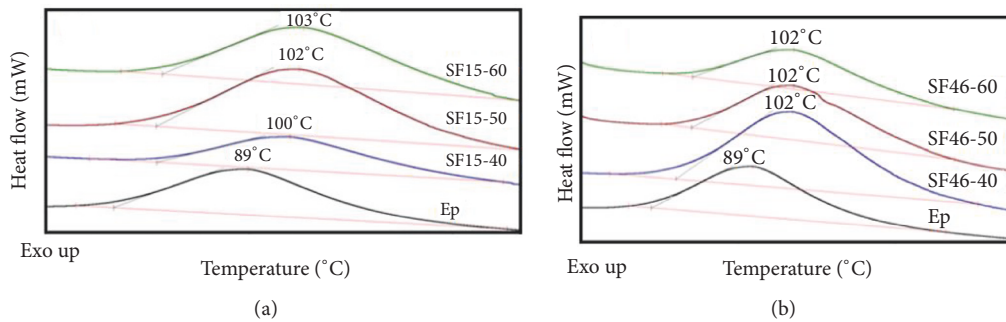 Heat flow (mW)
103˚C
SF15-60
102˚C
SF15-50
100˚C
SF15-40
89˚C
Ep
Exo up
Temperature (˚C)
(a)
Heat flow (mW)
102˚C
SF46-60
102˚C
SF46-50
102˚C
SF46-40
89˚C
Ep
Exo up
Temperature (˚C)
(b)